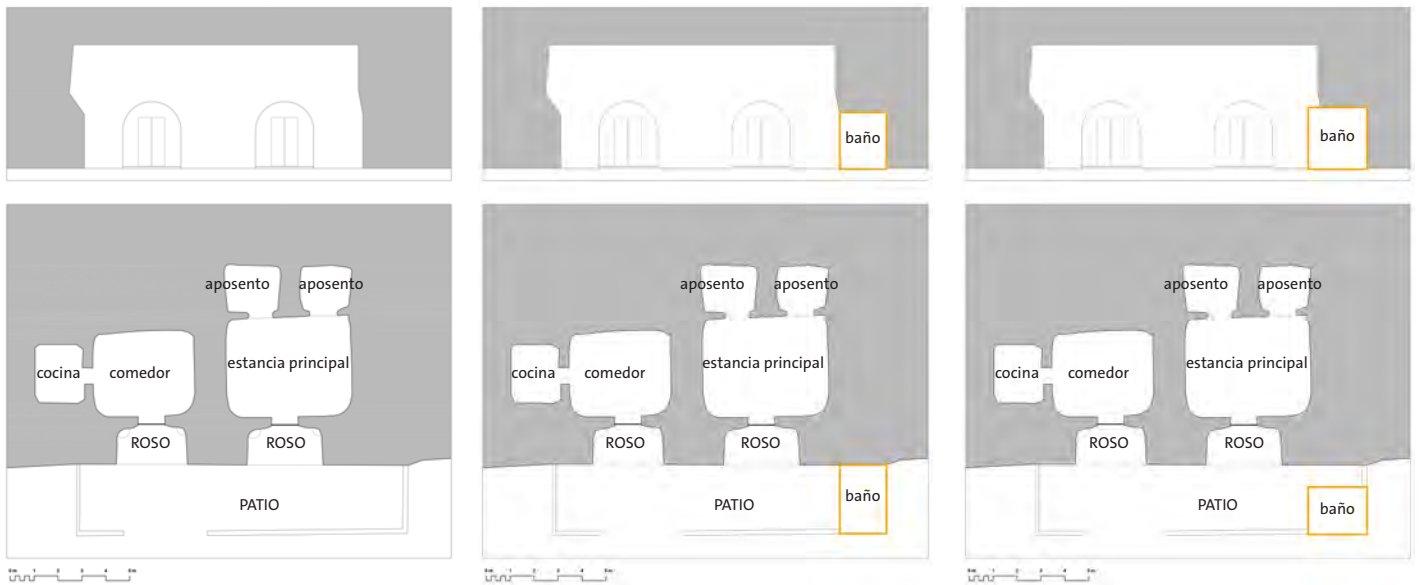 baño
baño
aposento
aposento
cocina
comedor
estancia principal
ROSO
ROSO
PATIO
aposento
aposento
cocina
comedor
estancia principal
ROSO
ROSO
PATIO
baño
aposento
aposento
cocina
comedor
estancia principal
ROSO
ROSO
PATIO
baño